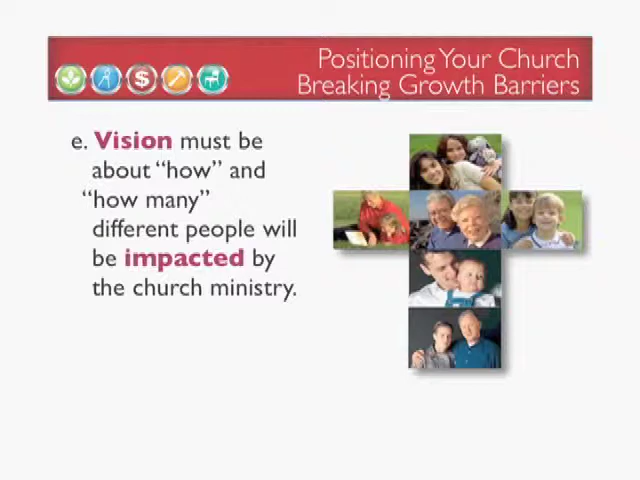 Positioning Your Church
Breaking Growth Barriers
$
e. Vision must be
about “how” and
“how many”
different people will
be impacted by
the church ministry.